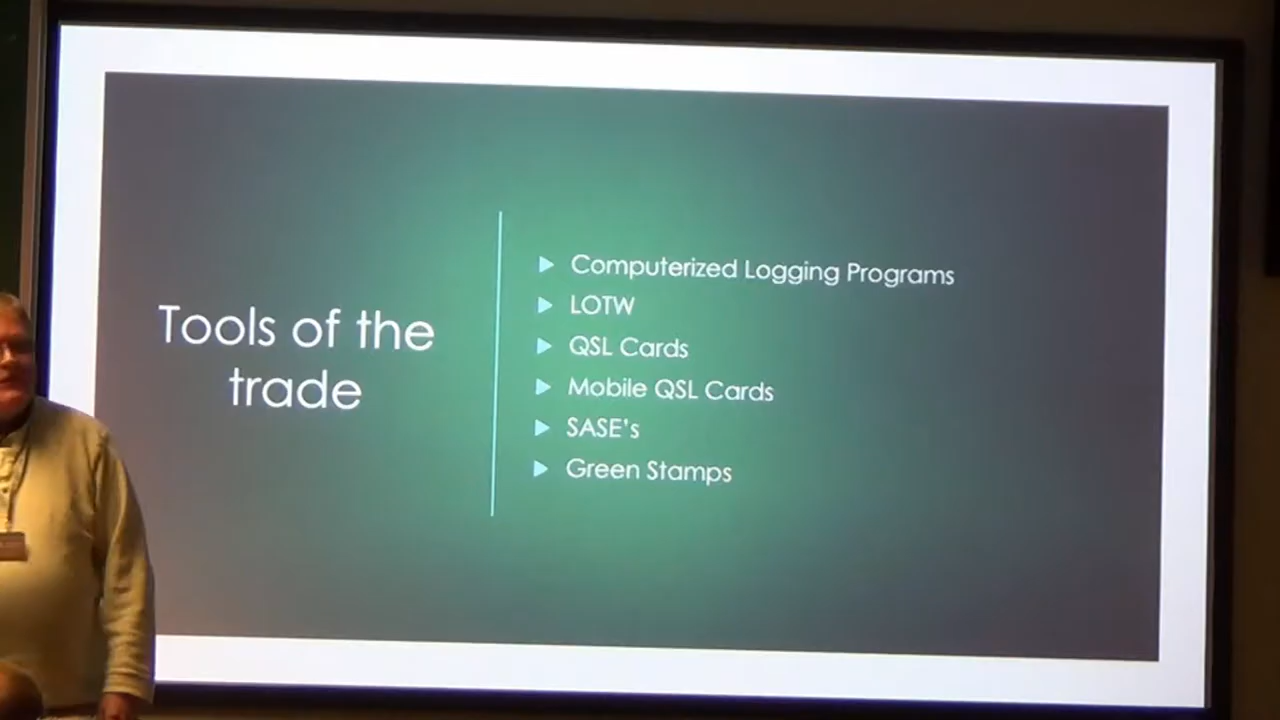 Tools of the
trade
Computerized Logging Programs
LOTW
QSL Cards
Mobile QSL Cards
SASE's
Green Stamps